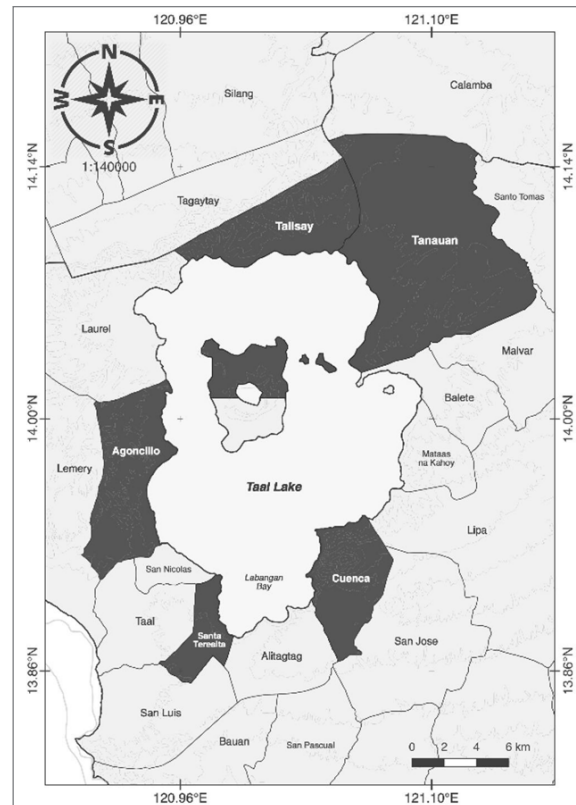 120.96°E
121.10°E
N
W
E
S
1:140000
Silang
Calamba
14.14°N
14.14°N
Tagaytay
Santo Tomas
Talisay
Tanauan
Laurel
Malvar
Balete
14.00°N
14.00°N
Agoncillo
Mataas
na Kahoy
Lemery
Taal Lake
Lipa
San Nicolas
Cuenca
Labangan
Bay
Taal
Santa
Teresita
San Jose
Alitagtag
13.86°N
13.86°N
San Luis
Bauan
San Pascual
0 2 4 6 km
120.96°E
121.10°E